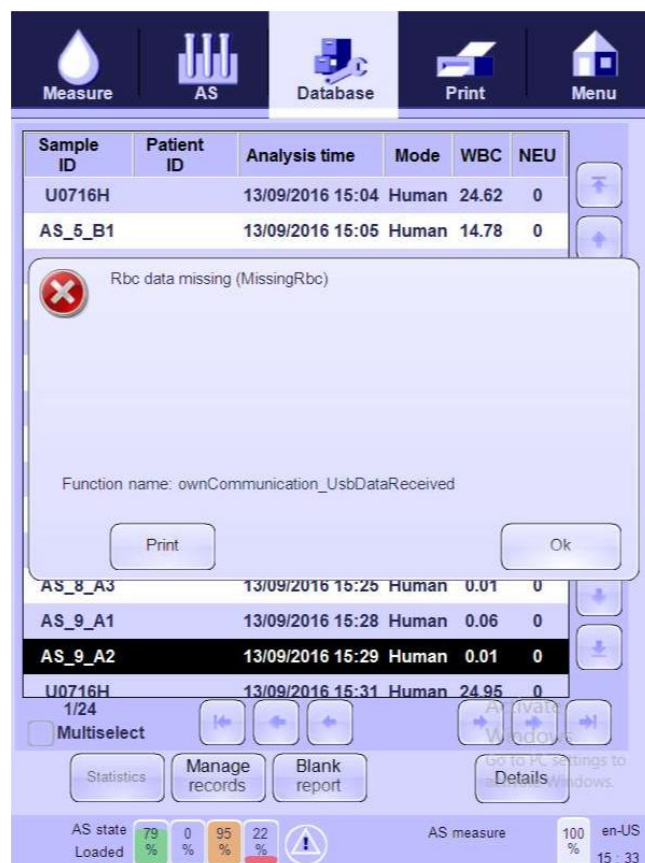 Measure AS Database Print Menu
Sample ID Patient ID Analysis time Mode WBC NEU
U0716H 13/09/2016 15:04 Human 24.62 0
AS_5_B1 13/09/2016 15:05 Human 14.78 0
Rbc data missing (MissingRbc)
Function name: ownCommunication_UsbDataReceived
Print Ok
AS_8_A3 13/09/2016 15:25 Human 0.01 0
AS_9_A1 13/09/2016 15:28 Human 0.06 0
AS_9_A2 13/09/2016 15:29 Human 0.01 0
U0716H 13/09/2016 15:31 Human 24.95 0
1/24
Multiselect
Activate Windows
Go to PC settings to activate Windows.
Statistics Manage records Blank report Details
AS state 79 % 0 % 95 % 22 % AS measure 100 % en-US
Loaded 15 : 33